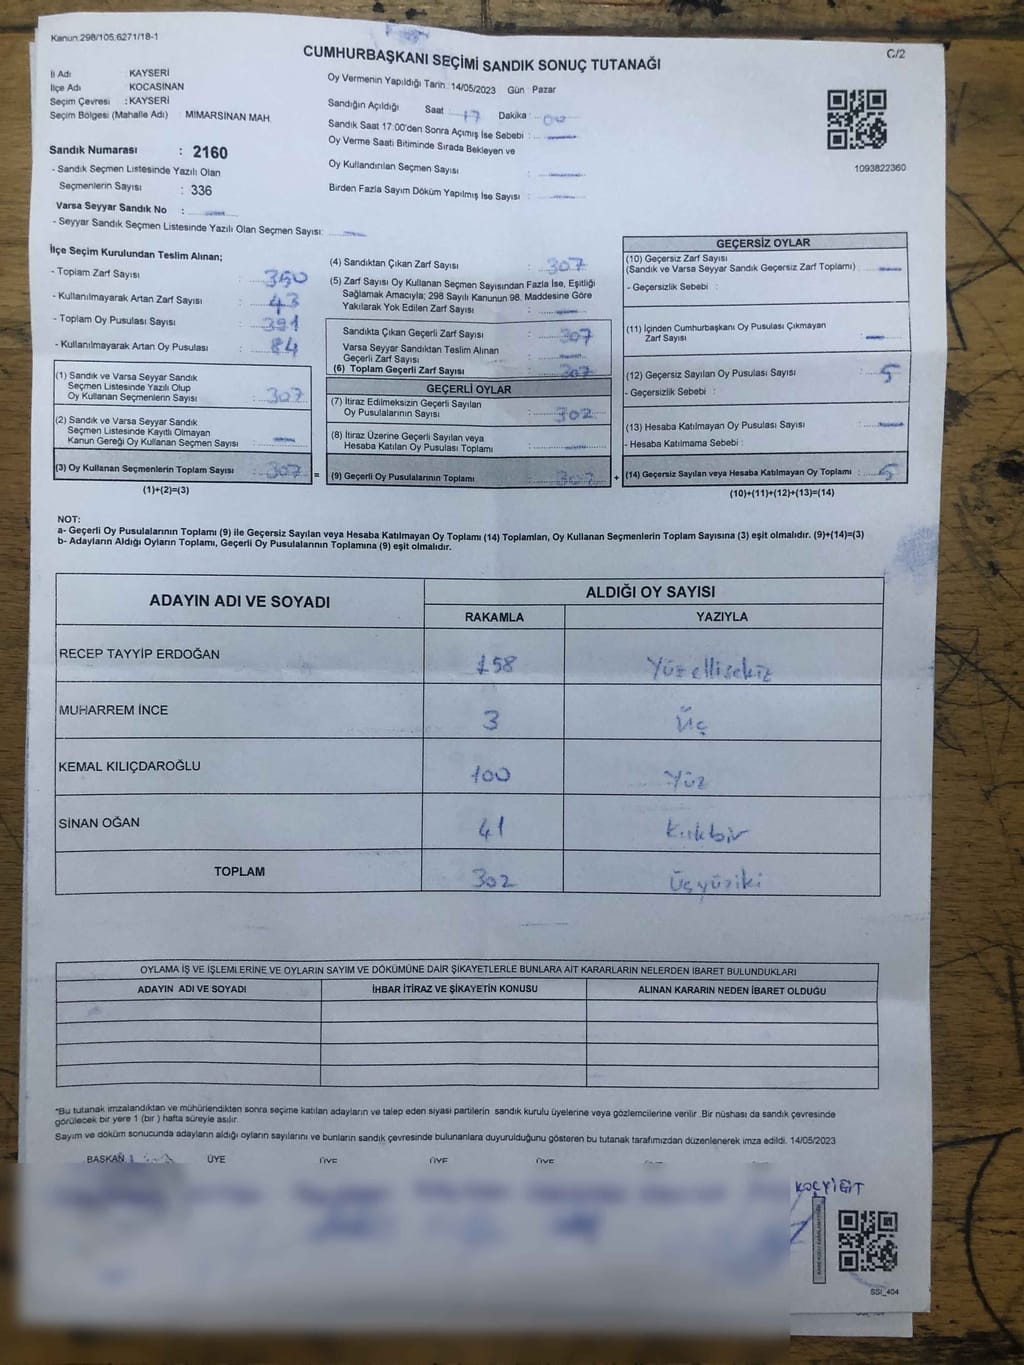 Kanun:298/105,6271/18-1
C/2
CUMHURBAŞKANI SEÇİMİ SANDIK SONUÇ TUTANAĞI
İl Adı : KAYSERİ
İlçe Adı KOCASİNAN
Seçim Çevresi : KAYSERİ
Seçim Bölgesi (Mahalle Adı) : MİMARSİNAN MAH.
Sandık Numarası : 2160
- Sandık Seçmen Listesinde Yazılı Olan
Seçmenlerin Sayısı : 336
Varsa Seyyar Sandık No :
- Seyyar Sandık Seçmen Listesinde Yazılı Olan Seçmen Sayısı:
Oy Vermenin Yapıldığı Tarih : 14/05/2023 Gün : Pazar
Sandığın Açıldığı Saat : 17 Dakika : 00
Sandık Saat 17:00'den Sonra Açımış İse Sebebi :
Oy Verme Saati Bitiminde Sırada Bekleyen ve
Oy Kullandırılan Seçmen Sayısı :
Birden Fazla Sayım Döküm Yapılmış İse Sayısı :
1093822360
İlçe Seçim Kurulundan Teslim Alınan;
- Toplam Zarf Sayısı : 350
- Kullanılmayarak Artan Zarf Sayısı : 43
- Toplam Oy Pusulası Sayısı : 391
- Kullanılmayarak Artan Oy Pusulası : 84
(1) Sandık ve Varsa Seyyar Sandık
Seçmen Listesinde Yazılı Olup
Oy Kullanan Seçmenlerin Sayısı : 307
(2) Sandık ve Varsa Seyyar Sandık
Seçmen Listesinde Kayıtlı Olmayan
Kanun Gereği Oy Kullanan Seçmen Sayısı :
(3) Oy Kullanan Seçmenlerin Toplam Sayısı : 307
(1)+(2)=(3)
=
(4) Sandıktan Çıkan Zarf Sayısı : 307
(5) Zarf Sayısı Oy Kullanan Seçmen Sayısından Fazla İse, Eşitliği
Sağlamak Amacıyla; 298 Sayılı Kanunun 98. Maddesine Göre
Yakılarak Yok Edilen Zarf Sayısı :
Sandıkta Çıkan Geçerli Zarf Sayısı : 307
Varsa Seyyar Sandıktan Teslim Alınan
Geçerli Zarf Sayısı :
(6) Toplam Geçerli Zarf Sayısı : 307
GEÇERLİ OYLAR
(7) İtiraz Edilmeksizin Geçerli Sayılan
Oy Pusulalarının Sayısı : 302
(8) İtiraz Üzerine Geçerli Sayılan veya
Hesaba Katılan Oy Pusulaları Toplamı :
(9) Geçerli Oy Pusulalarının Toplamı : 302
+
GEÇERSİZ OYLAR
(10) Geçersiz Zarf Sayısı
(Sandık ve Varsa Seyyar Sandık Geçersiz Zarf Toplamı) :
- Geçersizlik Sebebi :
(11) İçinden Cumhurbaşkanı Oy Pusulası Çıkmayan
Zarf Sayısı :
(12) Geçersiz Sayılan Oy Pusulası Sayısı : 5
- Geçersizlik Sebebi :
(13) Hesaba Katılmayan Oy Pusulası Sayısı :
- Hesaba Katılmama Sebebi :
(14) Geçersiz Sayılan veya Hesaba Katılmayan Oy Toplamı : 5
(10)+(11)+(12)+(13)=(14)
NOT:
a- Geçerli Oy Pusulalarının Toplamı (9) ile Geçersiz Sayılan veya Hesaba Katılmayan Oy Toplamı (14) Toplamları, Oy Kullanan Seçmenlerin Toplam Sayısına (3) eşit olmalıdır. (9)+(14)=(3)
b- Adayların Aldığı Oyların Toplamı, Geçerli Oy Pusulalarının Toplamına (9) eşit olmalıdır.
ADAYIN ADI VE SOYADI ALDIĞI OY SAYISI
RAKAMLA YAZIYLA
RECEP TAYYİP ERDOĞAN 158 Yüzellisekiz
MUHARREM İNCE 3 Üç
KEMAL KILIÇDAROĞLU 100 Yüz
SİNAN OĞAN 41 Kırkbir
TOPLAM 302 Üçyüziki
OYLAMA İŞ VE İŞLEMLERİNE VE OYLARIN SAYIM VE DÖKÜMÜNE DAİR ŞİKAYETLERLE BUNLARA AİT KARARLARIN NELERDEN İBARET BULUNDUKLARI
ADAYIN ADI VE SOYADI İHBAR İTİRAZ VE ŞİKAYETİN KONUSU ALINAN KARARIN NEDEN İBARET OLDUĞU
*Bu tutanak imzalandıktan ve mühürlendikten sonra seçime katılan adayların ve talep eden siyasi partilerin sandık kurulu üyelerine veya gözlemcilerine verilir. Bir nüshası da sandık çevresinde
görülecek bir yere 1 (bir) hafta süreyle asılır.
Sayım ve döküm sonucunda adayların aldığı oyların sayılarını ve bunların sandık çevresinde bulunanlara duyurulduğunu gösteren bu tutanak tarafımızdan düzenlenerek imza edildi. 14/05/2023
BAŞKAN ÜYE ÜYE ÜYE ÜYE
KOÇYİĞİT
SSI_404